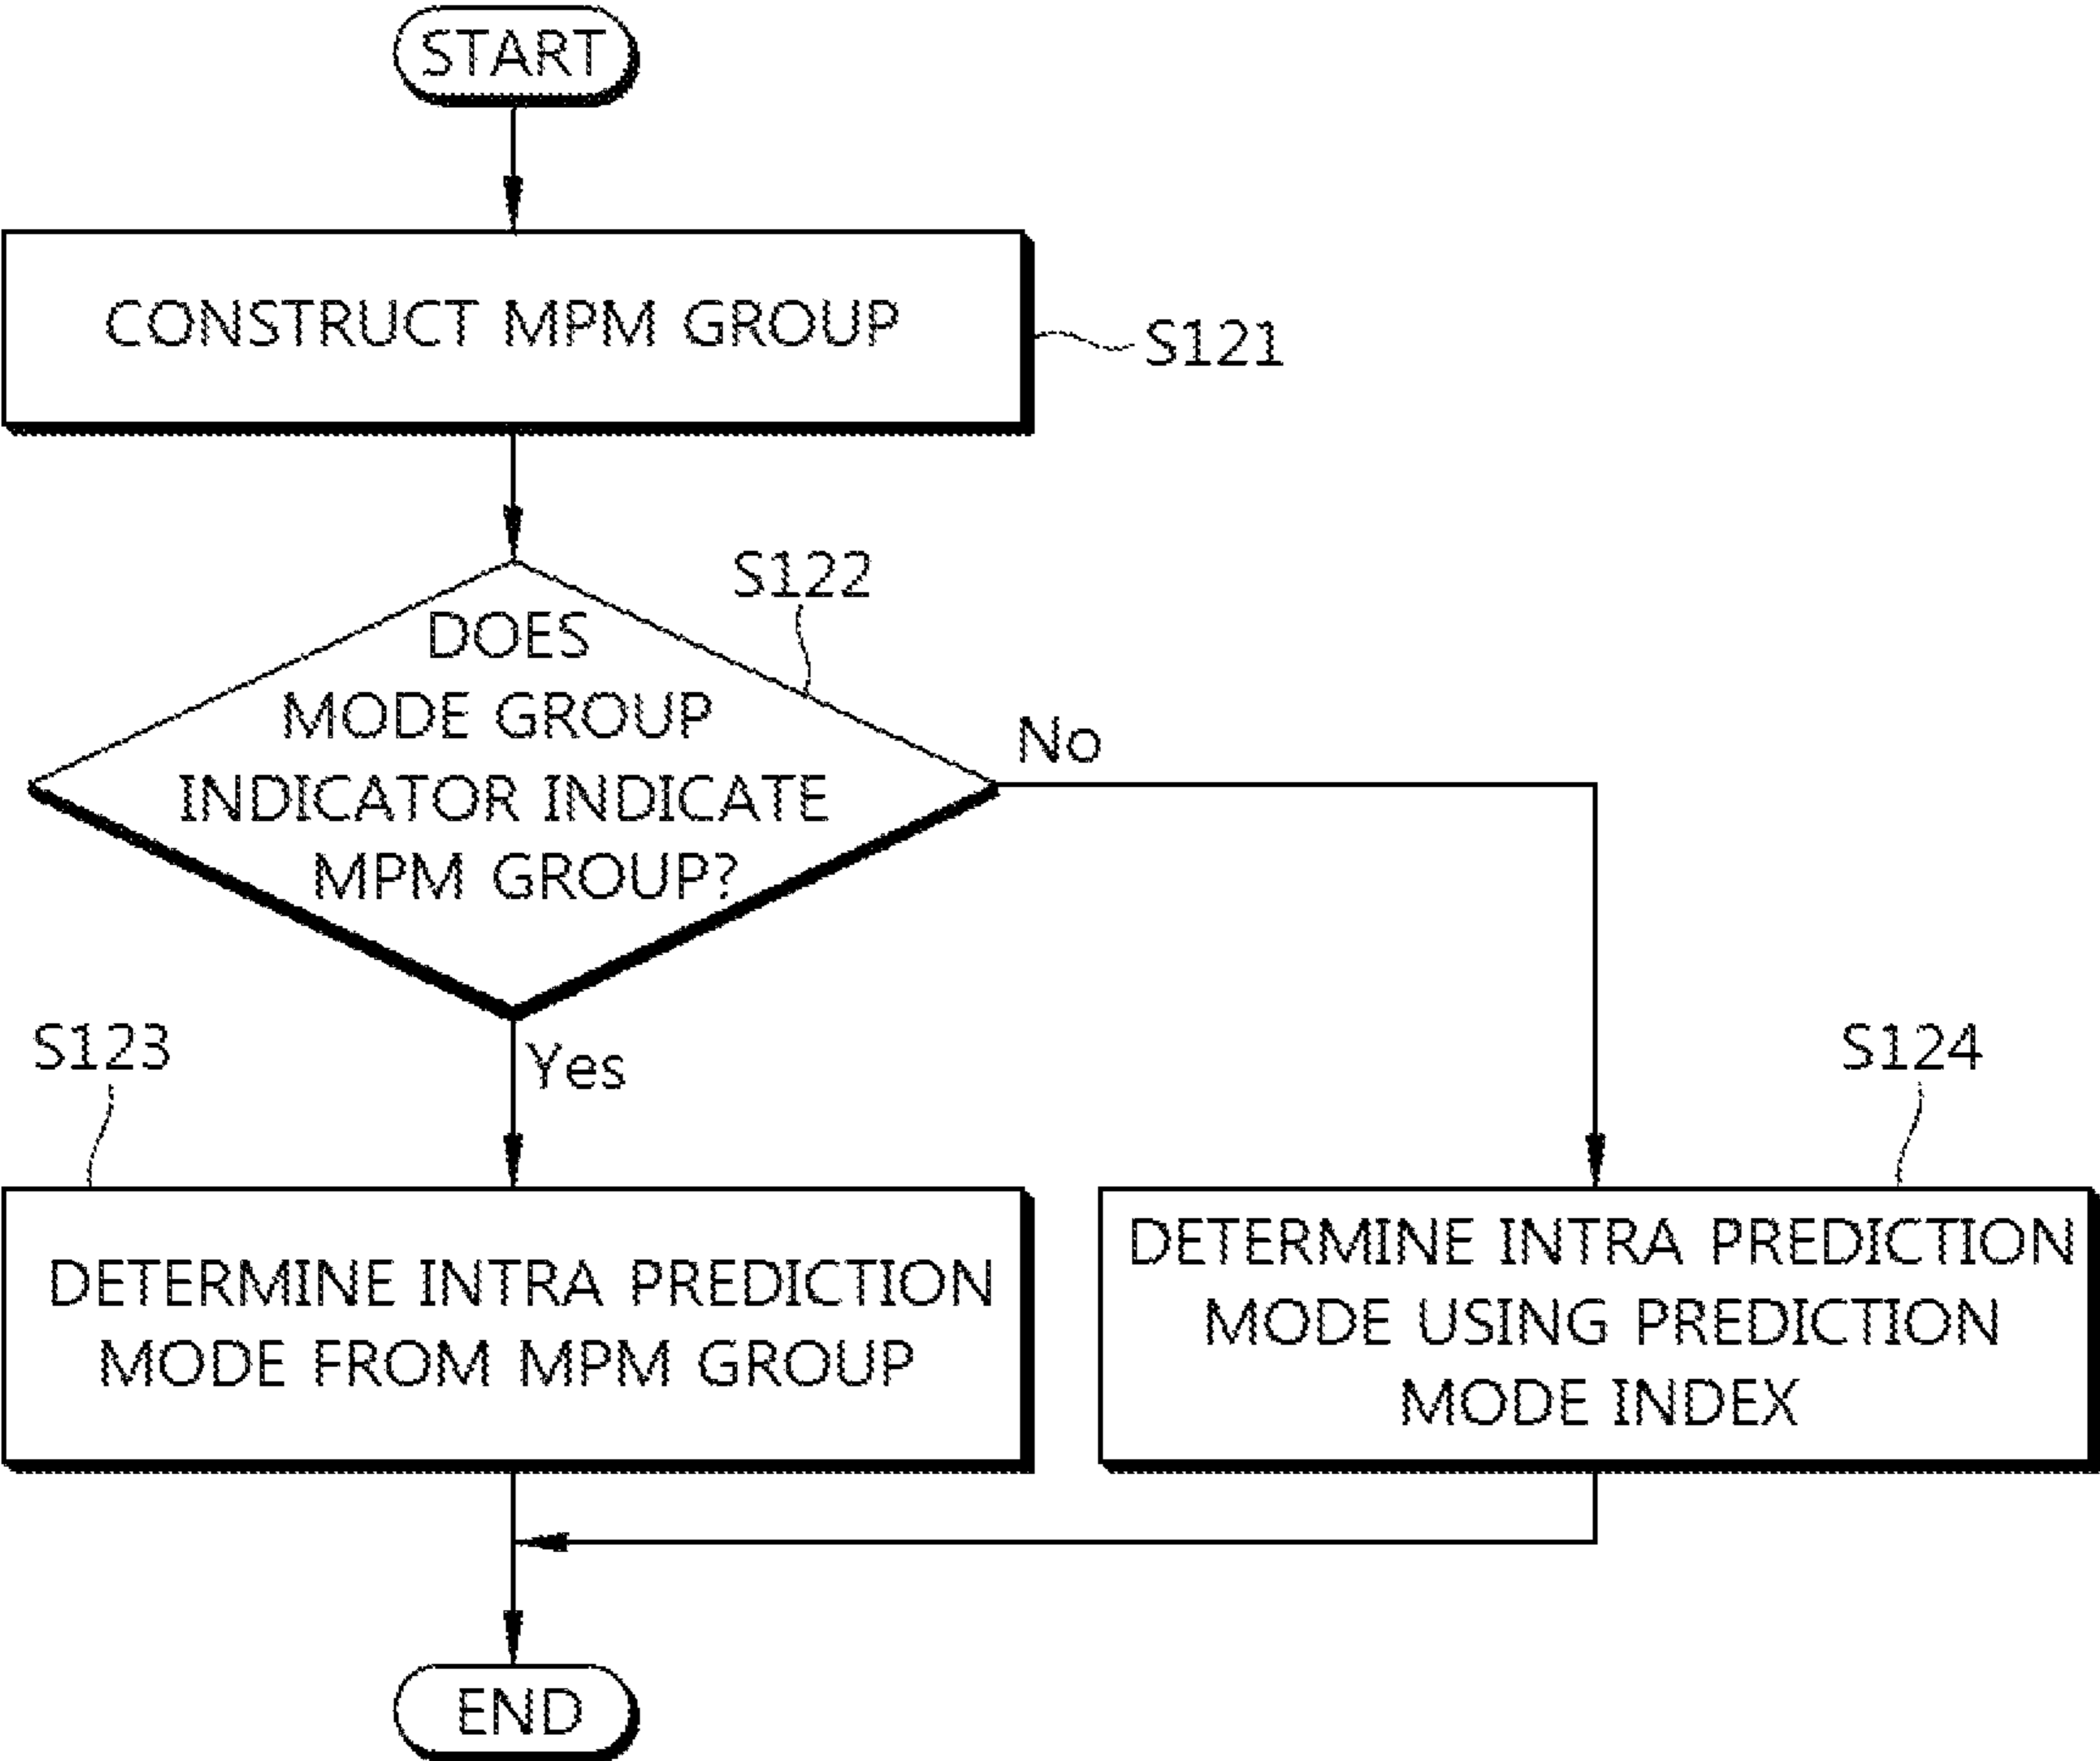 START
CONSTRUCT MPM GROUP
S121
S122
DOES
MODE GROUP
INDICATOR INDICATE
MPM GROUP?
No
Yes
S123
DETERMINE INTRA PREDICTION
MODE FROM MPM GROUP
S124
DETERMINE INTRA PREDICTION
MODE USING PREDICTION
MODE INDEX
END